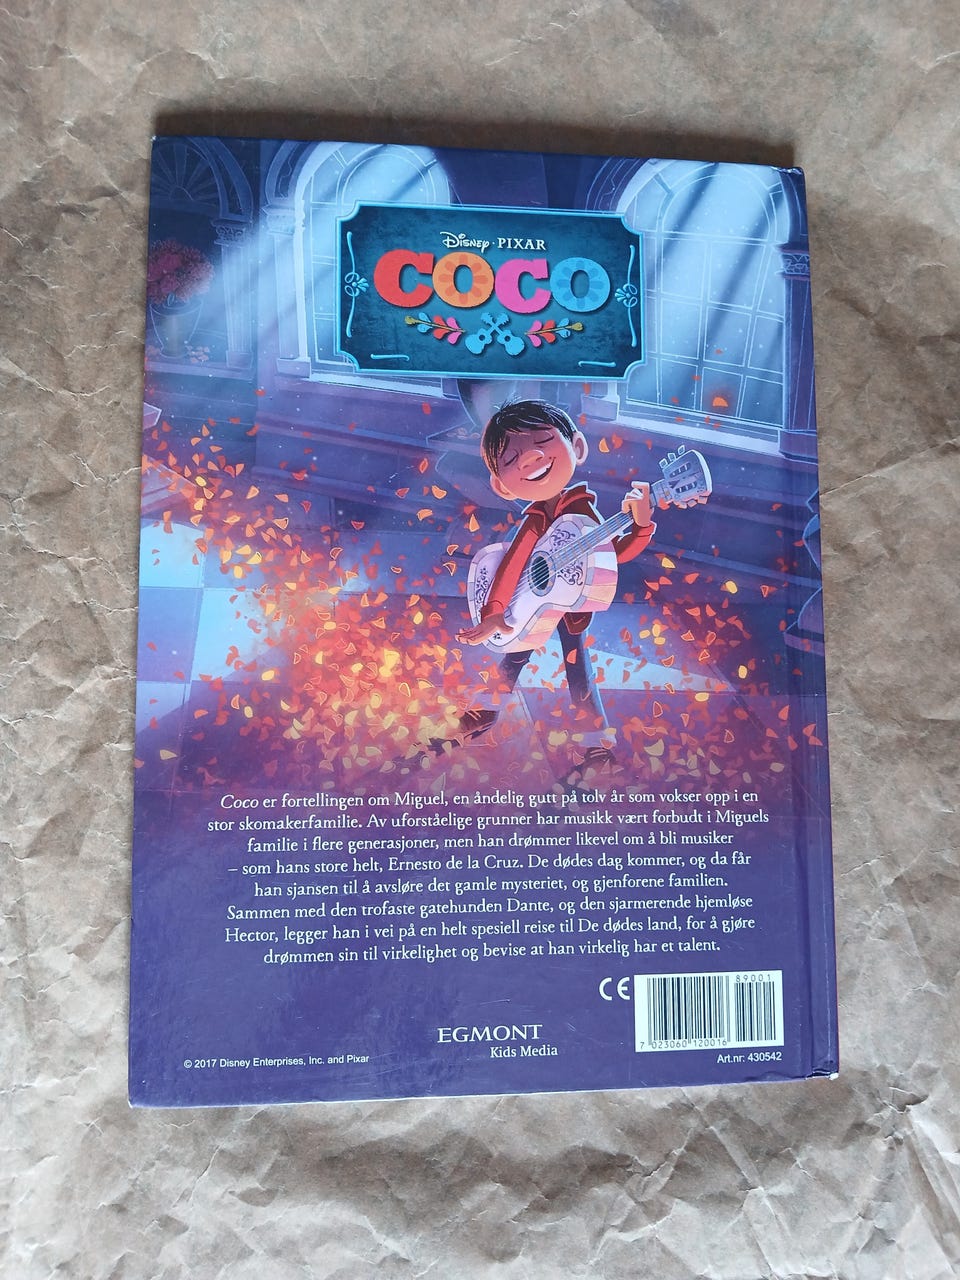 Disney · PIXAR
COCO
Coco er fortellingen om Miguel, en åndelig gutt på tolv år som vokser opp i en
stor skomakerfamilie. Av uforståelige grunner har musikk vært forbudt i Miguels
familie i flere generasjoner, men han drømmer likevel om å bli musiker
– som hans store helt, Ernesto de la Cruz. De dødes dag kommer, og da får
han sjansen til å avsløre det gamle mysteriet, og gjenforene familien.
Sammen med den trofaste gatehunden Dante, og den sjarmerende hjemløse
Hector, legger han i vei på en helt spesiell reise til De dødes land, for å gjøre
drømmen sin til virkelighet og bevise at han virkelig har et talent.
CE
89001
7 023060 120016
EGMONT
Kids Media
© 2017 Disney Enterprises, Inc. and Pixar
Art.nr: 430542